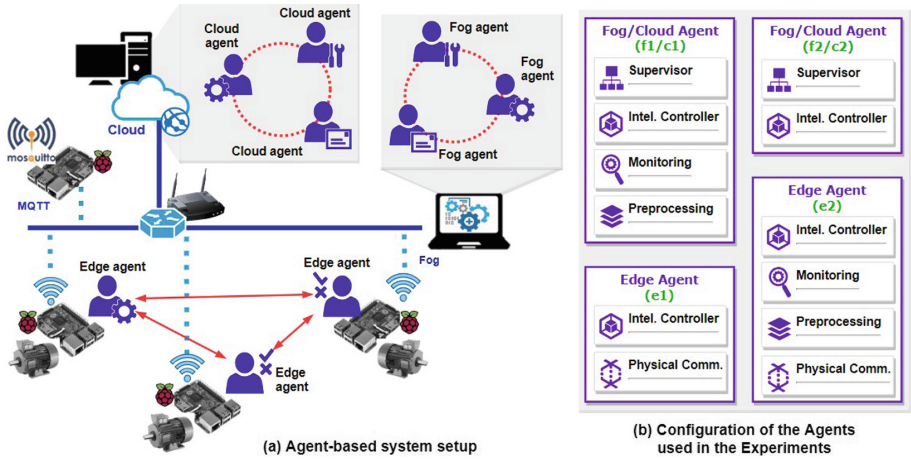 Cloud agent
Cloud
agent
Cloud agent
Cloud
Fog agent
Fog
agent
Fog agent
mosquitto
MQTT
Fog
Edge agent
Edge agent
Edge
agent
(a) Agent-based system setup
Fog/Cloud Agent
(f1/c1)
Supervisor
Intel. Controller
Monitoring
Preprocessing
Edge Agent
(e1)
Intel. Controller
Physical Comm.
Fog/Cloud Agent
(f2/c2)
Supervisor
Intel. Controller
Edge Agent
(e2)
Intel. Controller
Monitoring
Preprocessing
Physical Comm.
(b) Configuration of the Agents
used in the Experiments